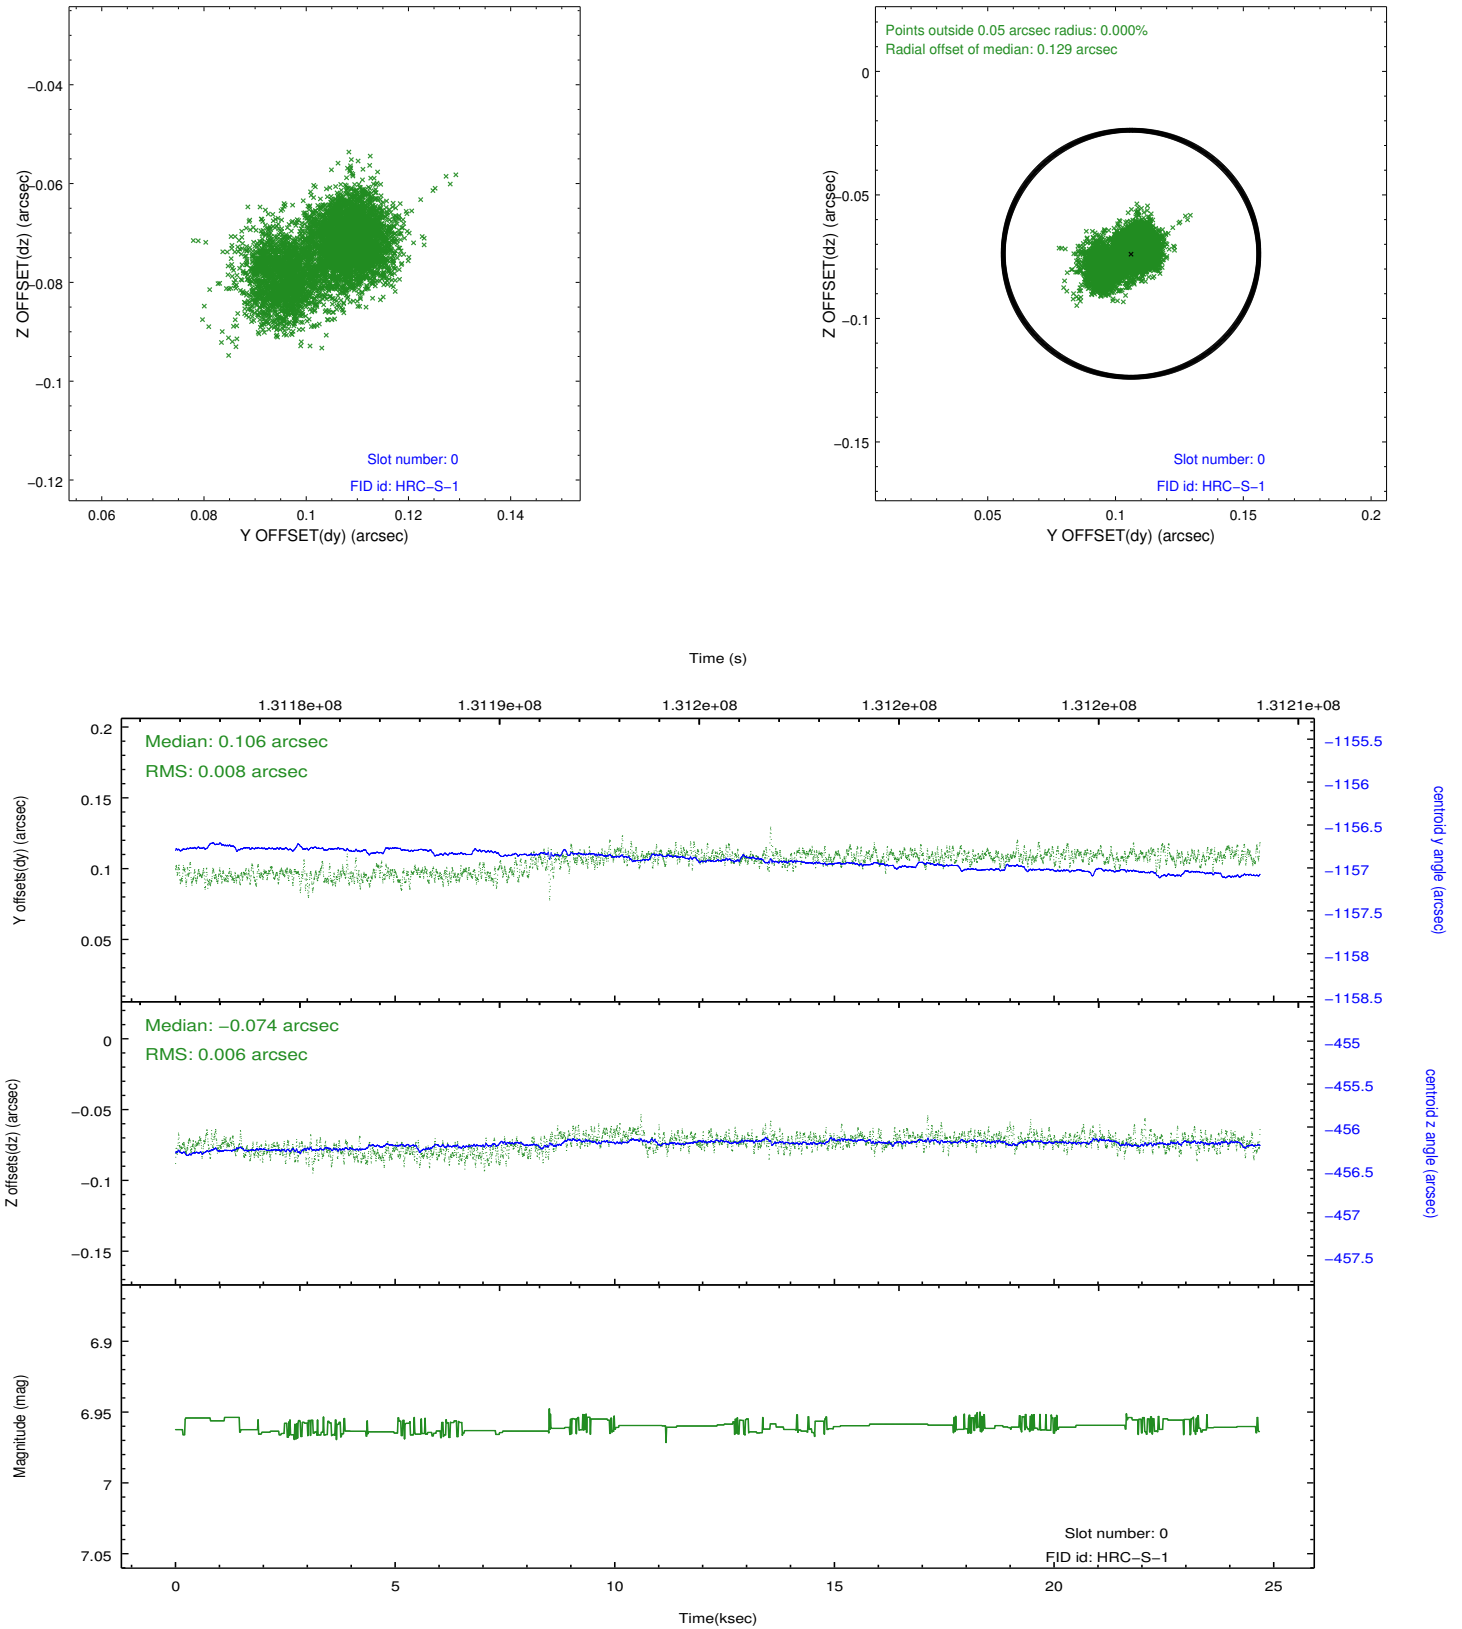 −0.04
−0.06
−0.08
−0.1
−0.12
Z OFFSET(dz) (arcsec)
0.06 0.08 0.1 0.12 0.14
Y OFFSET(dy) (arcsec)
Slot number: 0
FID id: HRC−S−1
Points outside 0.05 arcsec radius: 0.000%
Radial offset of median: 0.129 arcsec
0
−0.05
−0.1
−0.15
Z OFFSET(dz) (arcsec)
0.05 0.1 0.15 0.2
Y OFFSET(dy) (arcsec)
Slot number: 0
FID id: HRC−S−1
Time (s)
1.3118e+08 1.3119e+08 1.312e+08 1.312e+08 1.312e+08 1.3121e+08
Median: 0.106 arcsec
RMS: 0.008 arcsec
0.2
0.15
0.1
0.05
Y offsets(dy) (arcsec)
−1155.5
−1156
−1156.5
−1157
−1157.5
−1158
−1158.5
centroid y angle (arcsec)
Median: −0.074 arcsec
RMS: 0.006 arcsec
0
−0.05
−0.1
−0.15
Z offsets(dz) (arcsec)
−455
−455.5
−456
−456.5
−457
−457.5
centroid z angle (arcsec)
6.9
6.95
7
7.05
Magnitude (mag)
Slot number: 0
FID id: HRC−S−1
0 5 10 15 20 25
Time(ksec)